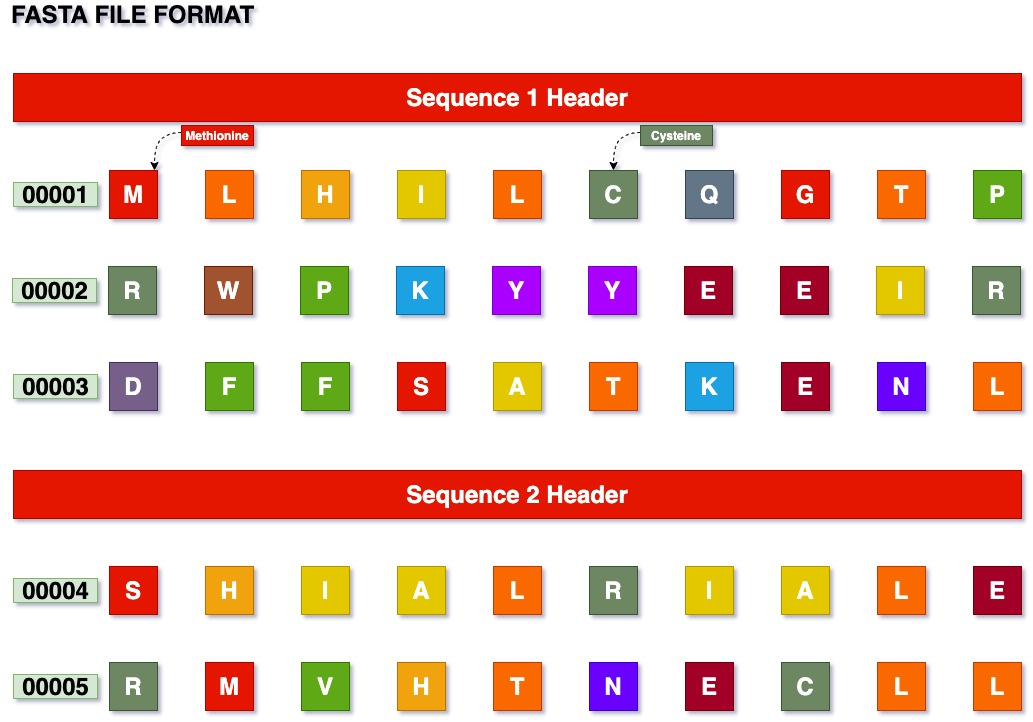 FASTA FILE FORMAT
Sequence 1 Header
Methionine Cysteine
00001 M L H I L C Q G T P
00002 R W P K Y Y E E I R
00003 D F F S A T K E N L
Sequence 2 Header
00004 S H I A L R I A L E
00005 R M V H T N E C L L